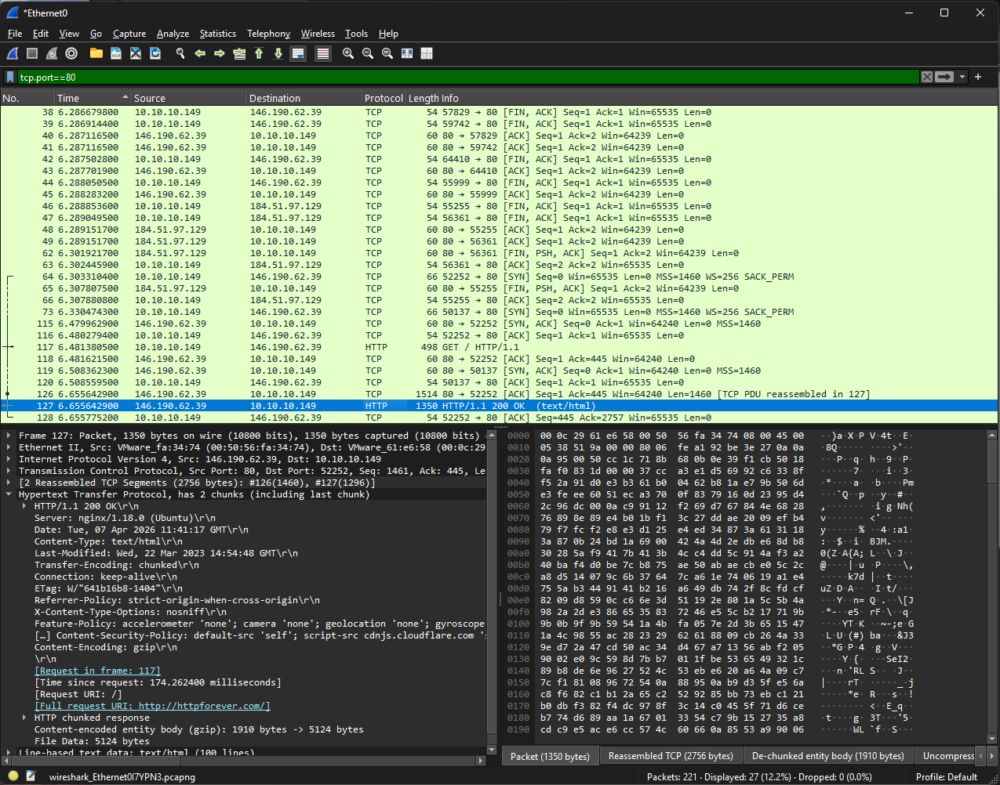 *Ethernet0
File Edit View Go Capture Analyze Statistics Telephony Wireless Tools Help
tcp.port==80
No. Time Source Destination Protocol Length Info
38 6.286679800 10.10.10.149 146.190.62.39 TCP 54 57829 → 80 [FIN, ACK] Seq=1 Ack=1 Win=65535 Len=0
39 6.286914400 10.10.10.149 146.190.62.39 TCP 54 59742 → 80 [FIN, ACK] Seq=1 Ack=1 Win=65535 Len=0
40 6.287116500 146.190.62.39 10.10.10.149 TCP 60 80 → 57829 [ACK] Seq=1 Ack=2 Win=64239 Len=0
41 6.287116500 146.190.62.39 10.10.10.149 TCP 60 80 → 59742 [ACK] Seq=1 Ack=2 Win=64239 Len=0
42 6.287502800 10.10.10.149 146.190.62.39 TCP 54 64410 → 80 [FIN, ACK] Seq=1 Ack=1 Win=65535 Len=0
43 6.287701900 146.190.62.39 10.10.10.149 TCP 60 80 → 64410 [ACK] Seq=1 Ack=2 Win=64239 Len=0
44 6.288050500 10.10.10.149 146.190.62.39 TCP 54 55999 → 80 [FIN, ACK] Seq=1 Ack=1 Win=65535 Len=0
45 6.288283200 146.190.62.39 10.10.10.149 TCP 60 80 → 55999 [ACK] Seq=1 Ack=2 Win=64239 Len=0
46 6.288853600 10.10.10.149 184.51.97.129 TCP 54 55255 → 80 [FIN, ACK] Seq=1 Ack=1 Win=65535 Len=0
47 6.289049500 10.10.10.149 184.51.97.129 TCP 54 56361 → 80 [FIN, ACK] Seq=1 Ack=1 Win=65535 Len=0
48 6.289151700 184.51.97.129 10.10.10.149 TCP 60 80 → 55255 [ACK] Seq=1 Ack=2 Win=64239 Len=0
49 6.289151700 184.51.97.129 10.10.10.149 TCP 60 80 → 56361 [ACK] Seq=1 Ack=2 Win=64239 Len=0
62 6.301921700 184.51.97.129 10.10.10.149 TCP 60 80 → 56361 [FIN, PSH, ACK] Seq=1 Ack=2 Win=64239 Len=0
63 6.302445900 10.10.10.149 184.51.97.129 TCP 54 56361 → 80 [ACK] Seq=2 Ack=2 Win=65535 Len=0
64 6.303310400 10.10.10.149 146.190.62.39 TCP 66 52252 → 80 [SYN] Seq=0 Win=65535 Len=0 MSS=1460 WS=256 SACK_PERM
65 6.307807500 184.51.97.129 10.10.10.149 TCP 60 80 → 55255 [FIN, PSH, ACK] Seq=1 Ack=2 Win=64239 Len=0
66 6.307880800 10.10.10.149 184.51.97.129 TCP 54 55255 → 80 [ACK] Seq=2 Ack=2 Win=65535 Len=0
73 6.330474300 10.10.10.149 146.190.62.39 TCP 66 50137 → 80 [SYN] Seq=0 Win=65535 Len=0 MSS=1460 WS=256 SACK_PERM
115 6.479962900 146.190.62.39 10.10.10.149 TCP 60 80 → 52252 [SYN, ACK] Seq=0 Ack=1 Win=64240 Len=0 MSS=1460
116 6.480279400 10.10.10.149 146.190.62.39 TCP 54 52252 → 80 [ACK] Seq=1 Ack=1 Win=65535 Len=0
117 6.481380500 10.10.10.149 146.190.62.39 HTTP 498 GET / HTTP/1.1
118 6.481621500 146.190.62.39 10.10.10.149 TCP 60 80 → 52252 [ACK] Seq=1 Ack=445 Win=64240 Len=0
119 6.508362300 146.190.62.39 10.10.10.149 TCP 60 80 → 50137 [SYN, ACK] Seq=0 Ack=1 Win=64240 Len=0 MSS=1460
120 6.508559500 10.10.10.149 146.190.62.39 TCP 54 50137 → 80 [ACK] Seq=1 Ack=1 Win=65535 Len=0
126 6.655642900 146.190.62.39 10.10.10.149 TCP 1514 80 → 52252 [ACK] Seq=1 Ack=445 Win=64240 Len=1460 [TCP PDU reassembled in 127]
127 6.655642900 146.190.62.39 10.10.10.149 HTTP 1350 HTTP/1.1 200 OK (text/html)
128 6.655775200 10.10.10.149 146.190.62.39 TCP 54 52252 → 80 [ACK] Seq=445 Ack=2757 Win=65535 Len=0
Frame 127: Packet, 1350 bytes on wire (10800 bits), 1350 bytes captured (10800 bits)
Ethernet II, Src: VMware_fa:34:74 (00:50:56:fa:34:74), Dst: VMware_61:e6:58 (00:0c:29
Internet Protocol Version 4, Src: 146.190.62.39, Dst: 10.10.10.149
Transmission Control Protocol, Src Port: 80, Dst Port: 52252, Seq: 1461, Ack: 445, Le
[2 Reassembled TCP Segments (2756 bytes): #126(1460), #127(1296)]
Hypertext Transfer Protocol, has 2 chunks (including last chunk)
HTTP/1.1 200 OK\r\n
Server: nginx/1.18.0 (Ubuntu)\r\n
Date: Tue, 07 Apr 2026 11:41:17 GMT\r\n
Content-Type: text/html\r\n
Last-Modified: Wed, 22 Mar 2023 14:54:48 GMT\r\n
Transfer-Encoding: chunked\r\n
Connection: keep-alive\r\n
ETag: W/"641b16b8-1404"\r\n
Referrer-Policy: strict-origin-when-cross-origin\r\n
X-Content-Type-Options: nosniff\r\n
Feature-Policy: accelerometer 'none'; camera 'none'; geolocation 'none'; gyroscope
[…] Content-Security-Policy: default-src 'self'; script-src cdnjs.cloudflare.com 's
Content-Encoding: gzip\r\n
\r\n
[Request in frame: 117]
[Time since request: 174.262400 milliseconds]
[Request URI: /]
[Full request URI: http://httpforever.com/]
HTTP chunked response
Content-encoded entity body (gzip): 1910 bytes -> 5124 bytes
File Data: 5124 bytes
Line-based text data: text/html (100 lines)
0000 00 0c 29 61 e6 58 00 50 56 fa 34 74 08 00 45 00
0010 05 38 51 9a 00 00 80 06 fe a1 92 be 3e 27 0a 0a
0020 0a 95 00 50 cc 1c 71 8b 68 0b 0e 39 f1 cb 50 18
0030 fa f0 83 1d 00 00 37 cc a3 e1 d5 69 92 c6 33 8f
0040 f5 2a 91 d0 e3 b3 61 b0 04 62 b8 1a e7 9b 50 6d
0050 e3 fe ee 60 51 ec a3 70 0f 83 79 16 0d 23 95 d4
0060 2c 96 dc 00 0a c9 91 12 f2 69 d7 67 84 4e 68 28
0070 76 89 8e 89 e4 b0 1b f1 3c 27 dd ae 20 09 ef b4
0080 79 f7 fc f2 e8 e3 d1 25 e4 ed 34 87 3a 61 31 18
0090 3a 87 0b 24 bd 1a 69 00 42 4a 4d 2e db e6 8d b8
00a0 30 28 5a f9 41 7b 41 3b 4c c4 dd 5c 91 4a f3 a2
00b0 40 ba f4 d0 be 7c b8 75 ae 50 ab ae cb e0 5c 2c
00c0 a8 d5 14 07 9c 6b 37 64 7c a6 1e 74 06 19 a1 e4
00d0 75 5a b3 44 91 41 b2 16 a6 49 db 74 2f 8c fd cf
00e0 82 09 d8 59 0c c6 6e 3d 51 19 2e 80 1a 5c 5b 4a
00f0 98 2a 2d e3 86 65 35 83 72 46 e5 5c b2 17 71 9b
0100 9b 0b 9f 9b 59 54 1a 4b fa 05 7e 2d 3b 65 15 47
0110 1a 4c 98 55 ac 28 23 29 62 61 88 09 cb 26 4a 33
0120 9e d7 2a 47 cd 50 ac 34 d4 67 a7 13 56 abf2 05
0130 90 02 e0 9c 59 8d 7b b7 01 1f be 53 65 49 32 1c
0140 89 b8 de 6e 96 27 52 4c 53 eb e6 20 a6 4a 09 c7
0150 7c f1 81 08 96 72 54 0a 88 95 0a b9 d3 5f e5 6a
0160 c8 f6 82 c1 b1 2a 65 c2 52 92 85 bb 73 eb c1 21
0170 b0 db f3 82 f4 dc 97 8f 3c 14 c0 45 5f 71 d6 ce
0180 b7 74 d6 89 aa 1a 67 01 33 54 c7 9b 15 27 35 a8
0190 cd c9 e5 ac e6 cc 57 4c 60 66 0a 85 53 a9 90 06
Packet (1350 bytes) Reassembled TCP (2756 bytes) De-chunked entity body (1910 bytes) Uncompress
wireshark_Ethernet0I7YPN3.pcapng Packets: 221 · Displayed: 27 (12.2%) · Dropped: 0 (0.0%) Profile: Default